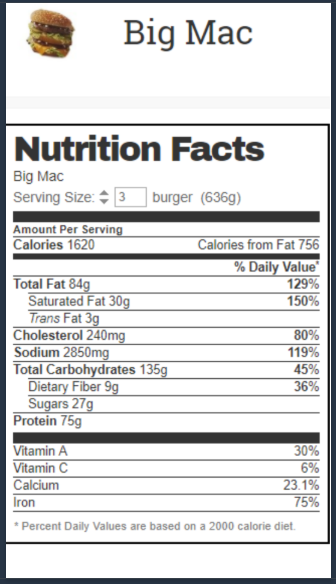 Big Mac
Nutrition Facts
Big Mac
Serving Size: 3 burger (636g)
Amount Per Serving
Calories 1620 Calories from Fat 756
% Daily Value*
Total Fat 84g 129%
Saturated Fat 30g 150%
Trans Fat 3g
Cholesterol 240mg 80%
Sodium 2850mg 119%
Total Carbohydrates 135g 45%
Dietary Fiber 9g 36%
Sugars 27g
Protein 75g
Vitamin A 30%
Vitamin C 6%
Calcium 23.1%
Iron 75%
* Percent Daily Values are based on a 2000 calorie diet.